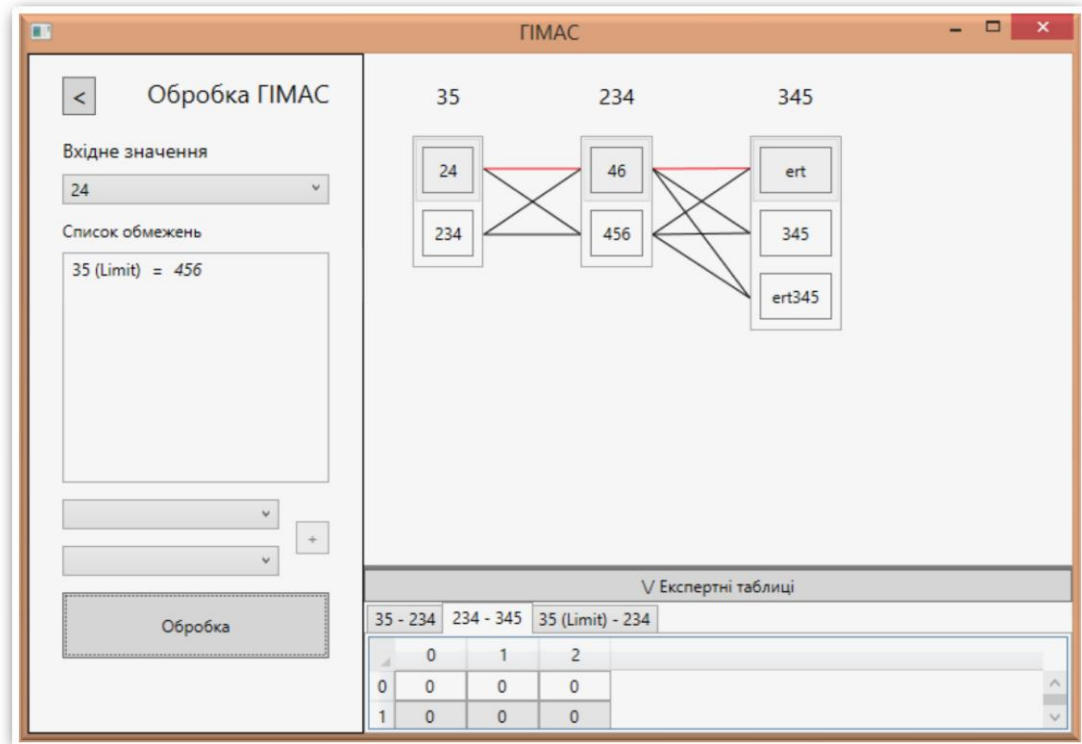 ГІМАС
<
Обробка ГІМАС
Вхідне значення
24
Список обмежень
35 (Limit) = 456
+
Обробка
35 234 345
24 46 ert
234 456 345
ert345
\/ Експертні таблиці
35 - 234 234 - 345 35 (Limit) - 234
0 1 2
0 0 0 0
1 0 0 0